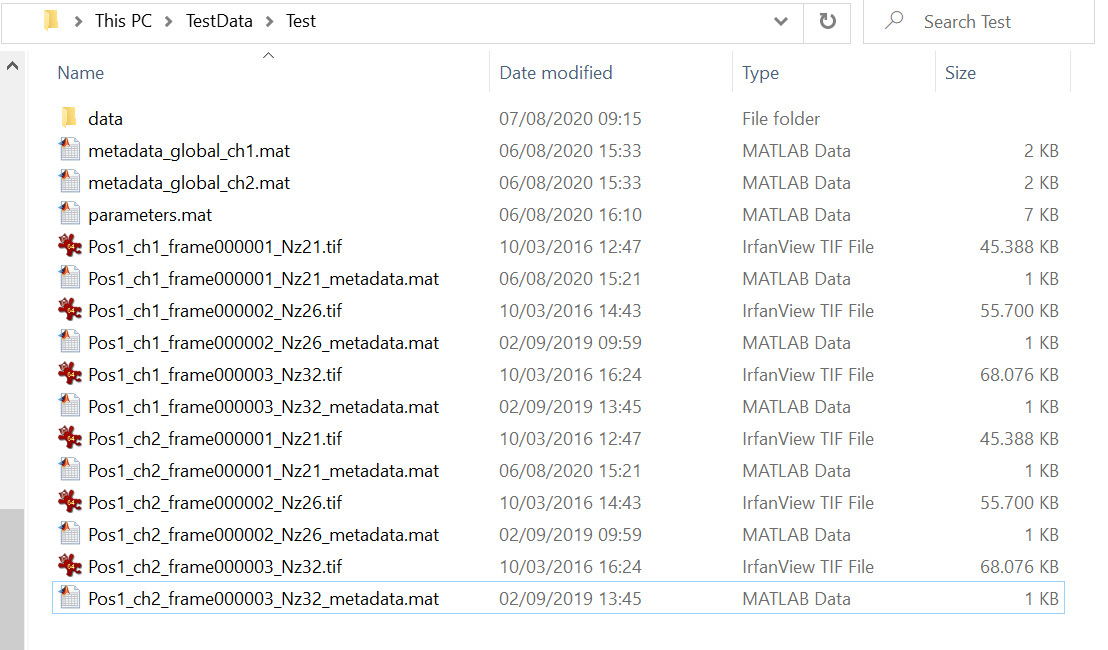 This PC > TestData > Test Search Test
Name Date modified Type Size
data 07/08/2020 09:15 File folder
metadata_global_ch1.mat 06/08/2020 15:33 MATLAB Data 2 KB
metadata_global_ch2.mat 06/08/2020 15:33 MATLAB Data 2 KB
parameters.mat 06/08/2020 16:10 MATLAB Data 7 KB
Pos1_ch1_frame000001_Nz21.tif 10/03/2016 12:47 IrfanView TIF File 45.388 KB
Pos1_ch1_frame000001_Nz21_metadata.mat 06/08/2020 15:21 MATLAB Data 1 KB
Pos1_ch1_frame000002_Nz26.tif 10/03/2016 14:43 IrfanView TIF File 55.700 KB
Pos1_ch1_frame000002_Nz26_metadata.mat 02/09/2019 09:59 MATLAB Data 1 KB
Pos1_ch1_frame000003_Nz32.tif 10/03/2016 16:24 IrfanView TIF File 68.076 KB
Pos1_ch1_frame000003_Nz32_metadata.mat 02/09/2019 13:45 MATLAB Data 1 KB
Pos1_ch2_frame000001_Nz21.tif 10/03/2016 12:47 IrfanView TIF File 45.388 KB
Pos1_ch2_frame000001_Nz21_metadata.mat 06/08/2020 15:21 MATLAB Data 1 KB
Pos1_ch2_frame000002_Nz26.tif 10/03/2016 14:43 IrfanView TIF File 55.700 KB
Pos1_ch2_frame000002_Nz26_metadata.mat 02/09/2019 09:59 MATLAB Data 1 KB
Pos1_ch2_frame000003_Nz32.tif 10/03/2016 16:24 IrfanView TIF File 68.076 KB
Pos1_ch2_frame000003_Nz32_metadata.mat 02/09/2019 13:45 MATLAB Data 1 KB